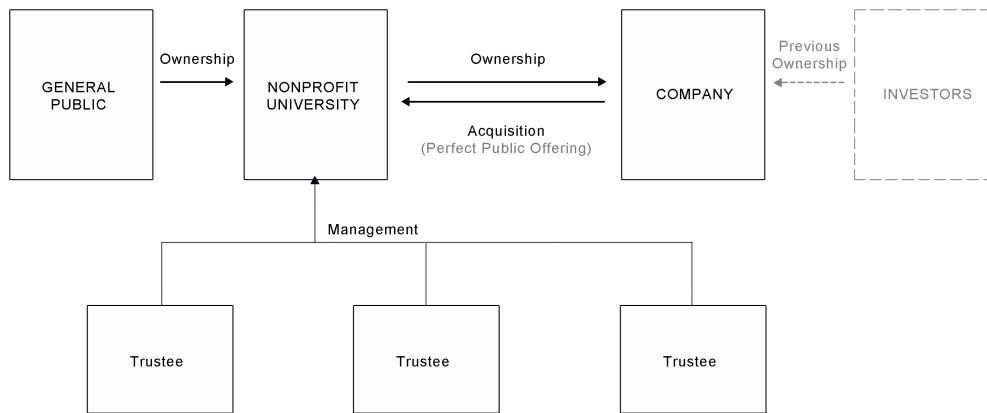 Ownership
GENERAL
PUBLIC
NONPROFIT
UNIVERSITY
Ownership
Acquisition
(Perfect Public Offering)
COMPANY
Previous
Ownership
INVESTORS
Management
Trustee
Trustee
Trustee